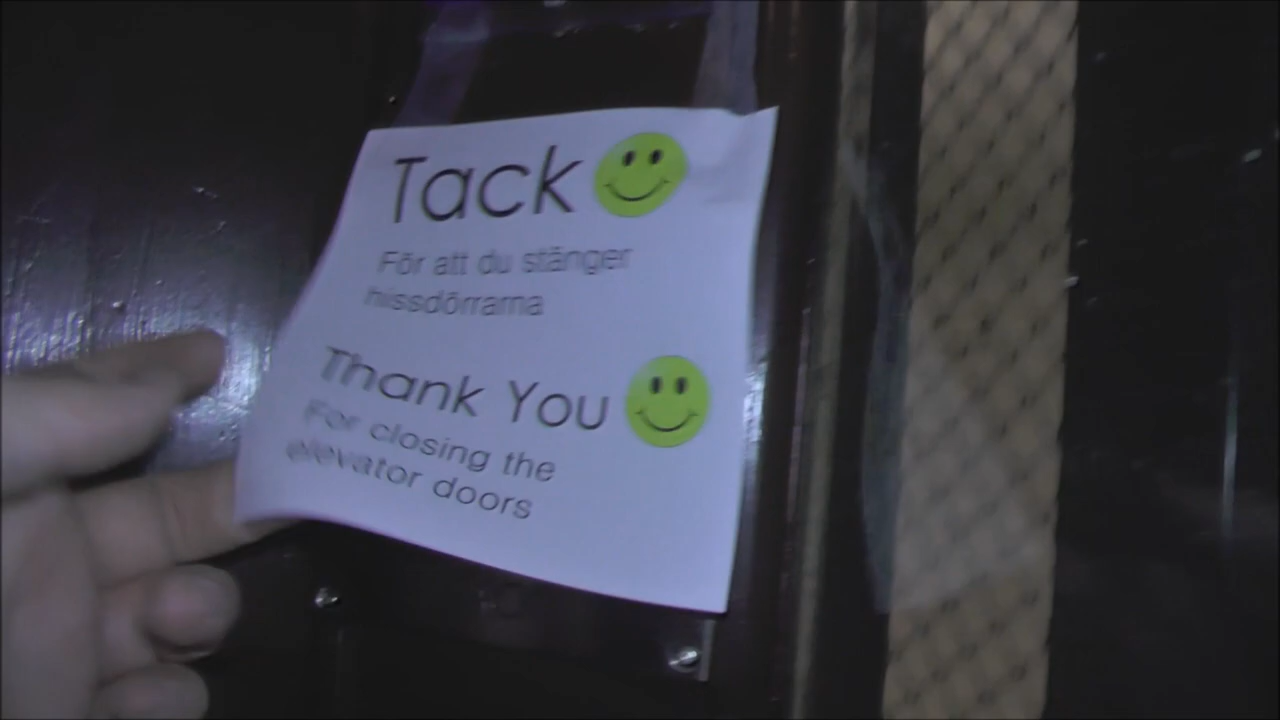 Tack
För att du stänger
hissdörrarna
Thank You
For closing the
elevator doors